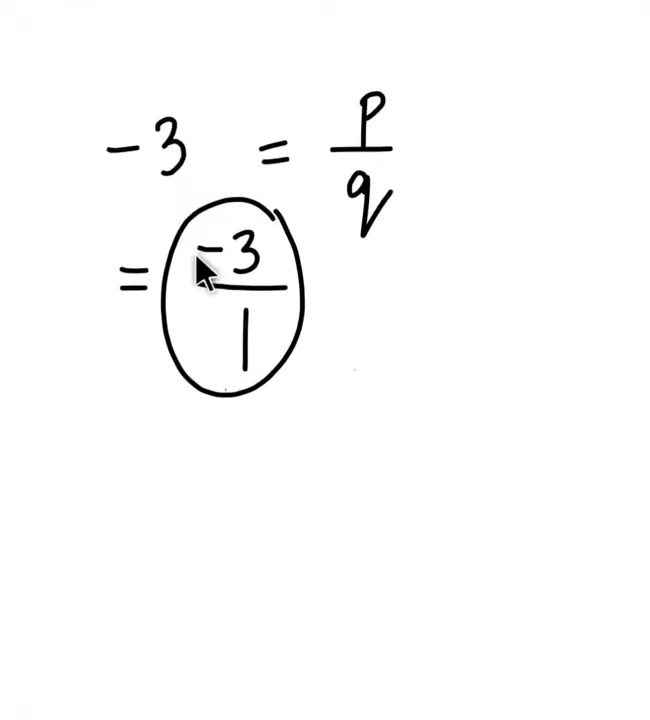 -3 = p/q
= -3/1